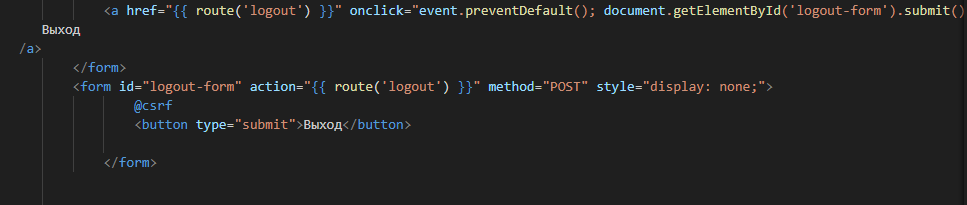 <a href="{{ route('logout') }}" onclick="event.preventDefault(); document.getElementById('logout-form').submit()
Выход
/a>
</form>
<form id="logout-form" action="{{ route('logout') }}" method="POST" style="display: none;">
@csrf
<button type="submit">Выход</button>
</form>